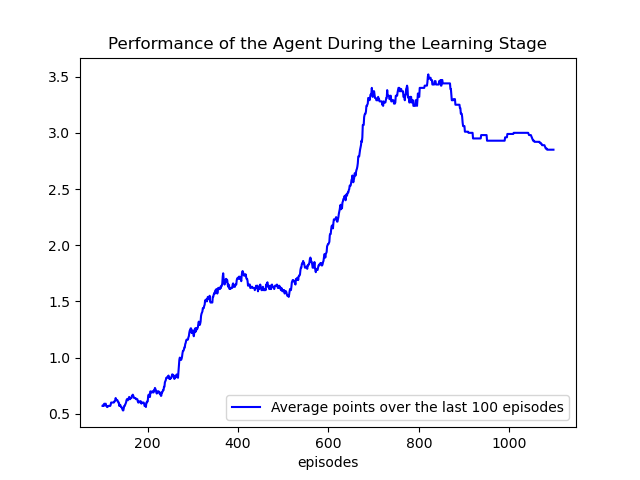 Performance of the Agent During the Learning Stage
3.5
3.0
2.5
2.0
1.5
1.0
0.5
Average points over the last 100 episodes
200 400 600 800 1000
episodes